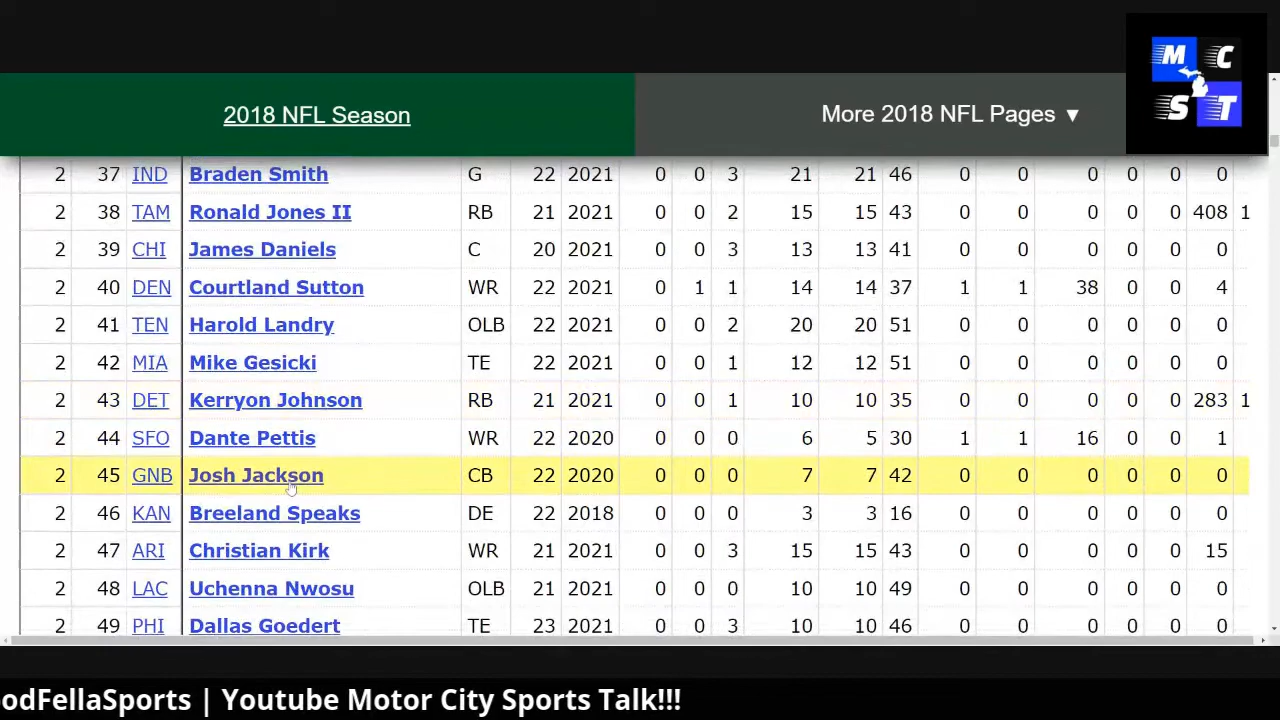 M C
S T
2018 NFL Season More 2018 NFL Pages ▼
2 37 IND Braden Smith G 22 2021 0 0 3 21 21 46 0 0 0 0 0
2 38 TAM Ronald Jones II RB 21 2021 0 0 2 15 15 43 0 0 0 0 0 408 1
2 39 CHI James Daniels C 20 2021 0 0 3 13 13 41 0 0 0 0 0 0
2 40 DEN Courtland Sutton WR 22 2021 0 1 1 14 14 37 1 1 38 0 0 4
2 41 TEN Harold Landry OLB 22 2021 0 0 2 20 20 51 0 0 0 0 0 0
2 42 MIA Mike Gesicki TE 22 2021 0 0 1 12 12 51 0 0 0 0 0 0
2 43 DET Kerryon Johnson RB 21 2021 0 0 1 10 10 35 0 0 0 0 0 283 1
2 44 SFO Dante Pettis WR 22 2020 0 0 0 6 5 30 1 1 16 0 0 1
2 45 GNB Josh Jackson CB 22 2020 0 0 0 7 7 42 0 0 0 0 0 0
2 46 KAN Breeland Speaks DE 22 2018 0 0 0 3 3 16 0 0 0 0 0 0
2 47 ARI Christian Kirk WR 21 2021 0 0 3 15 15 43 0 0 0 0 0 15
2 48 LAC Uchenna Nwosu OLB 21 2021 0 0 0 10 10 49 0 0 0 0 0 0
2 49 PHI Dallas Goedert TE 23 2021 0 0 3 10 10 46 0 0 0 0 0 0
oodFellaSports | Youtube Motor City Sports Talk!!!